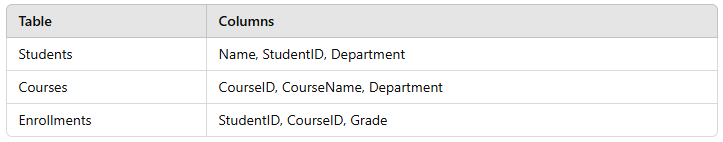 Table Columns
Students Name, StudentID, Department
Courses CourseID, CourseName, Department
Enrollments StudentID, CourseID, Grade